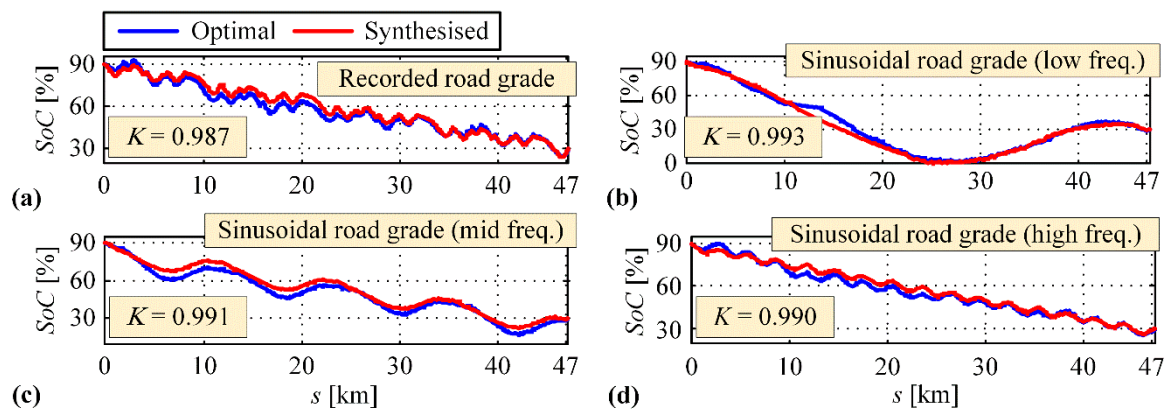 Optimal Synthesised
SoC [%]
90
60
30
Recorded road grade
K = 0.987
0 10 20 30 40 47
(a)
SoC [%]
90
60
30
0
Sinusoidal road grade (low freq.)
K = 0.993
0 10 20 30 40 47
(b)
Sinusoidal road grade (mid freq.)
SoC [%]
90
60
30
K = 0.991
0 10 20 30 40 47
(c)
s [km]
Sinusoidal road grade (high freq.)
SoC [%]
90
60
30
K = 0.990
0 10 20 30 40 47
(d)
s [km]